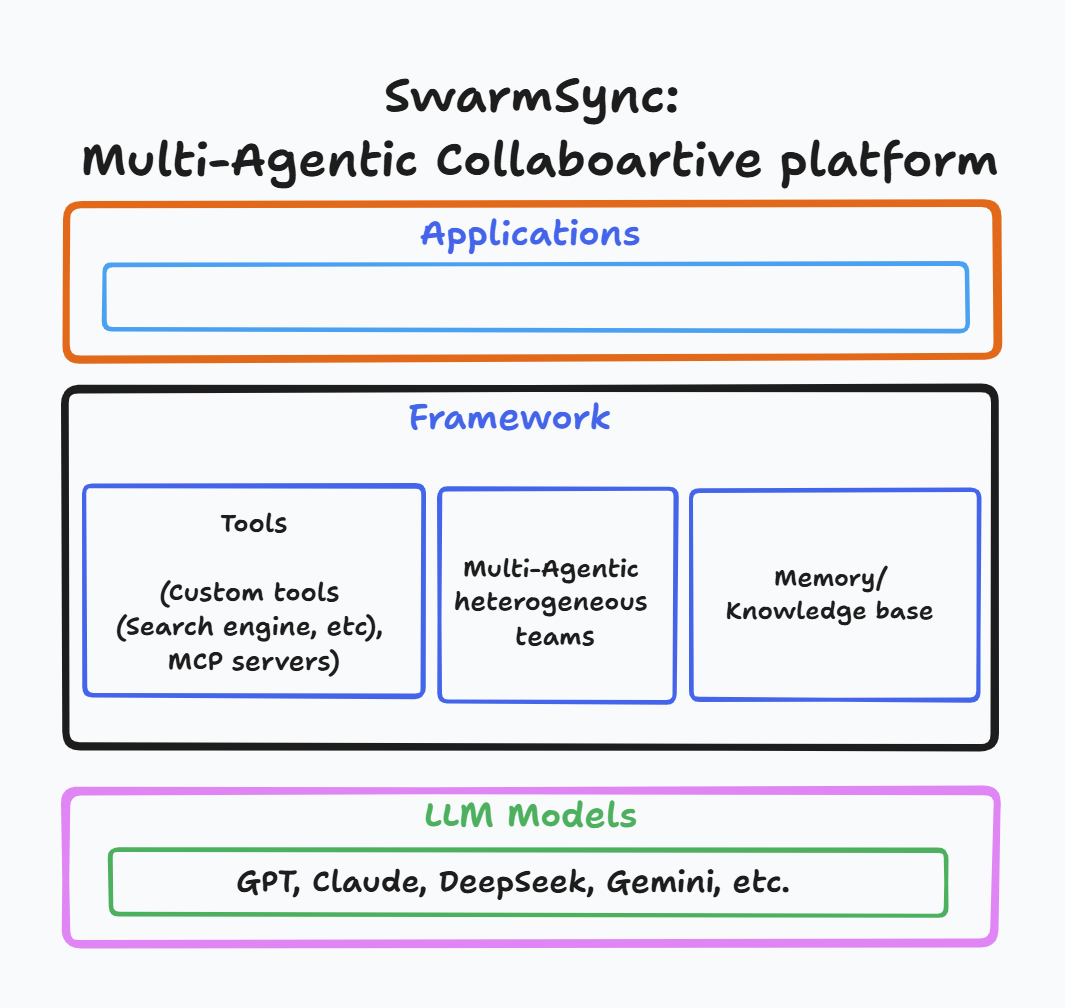 SwarmSync:
Multi-Agentic Collaboartive platform
Applications
Framework
Tools
(Custom tools
(Search engine, etc),
MCP servers)
Multi-Agentic
heterogeneous
teams
Memory/
Knowledge base
LLM Models
GPT, Claude, DeepSeek, Gemini, etc.